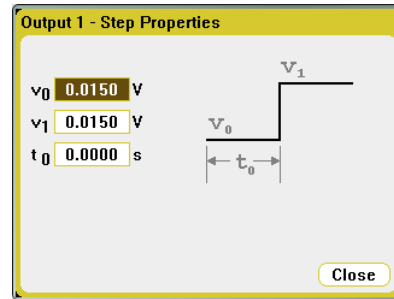 Output 1 - Step Properties
v0 0.0150 V
v1 0.0150 V
t0 0.0000 s
V1
V0
t0
Close